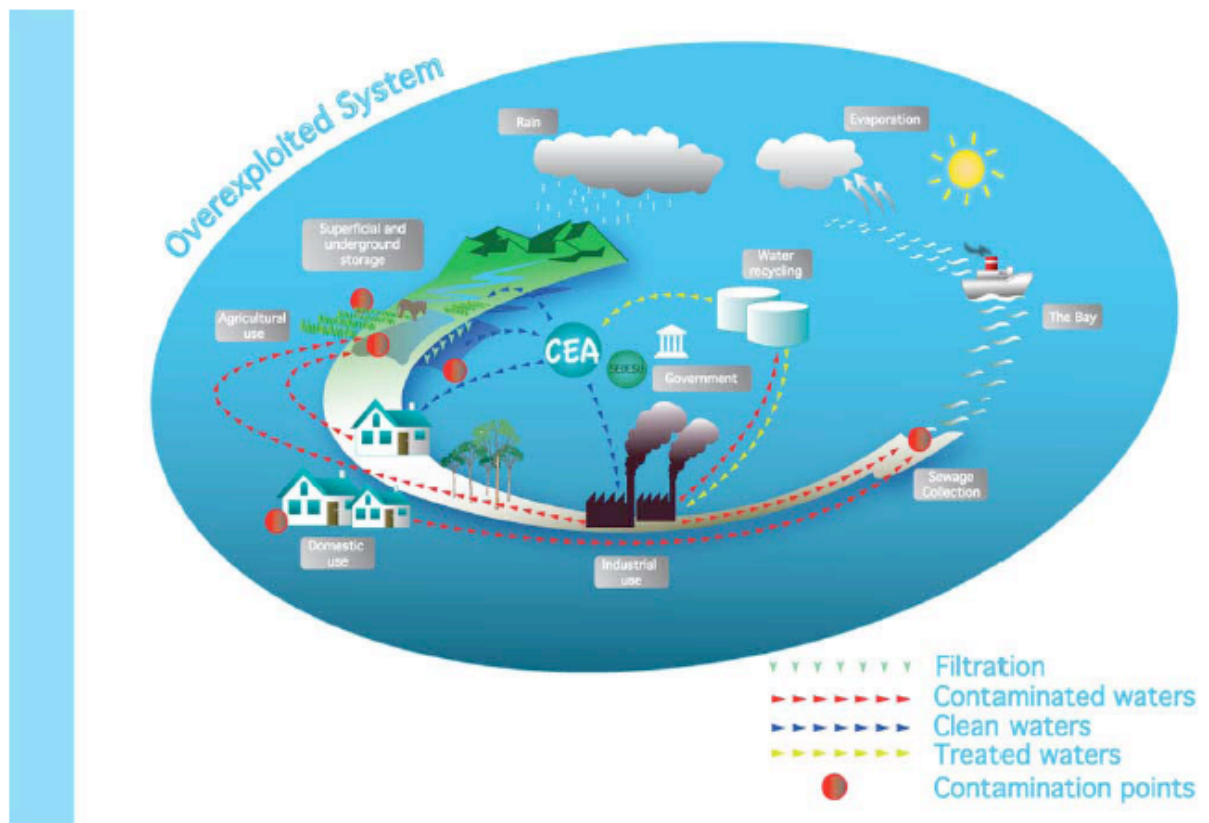 Overexploited System
Rain
Evaporation
Superficial and
underground
storage
Water
recycling
Agricultural
use
The Bay
CEA
SEDESU
Government
Sewage
Collection
Domestic
use
Industrial
use
Filtration
Contaminated waters
Clean waters
Treated waters
Contamination points